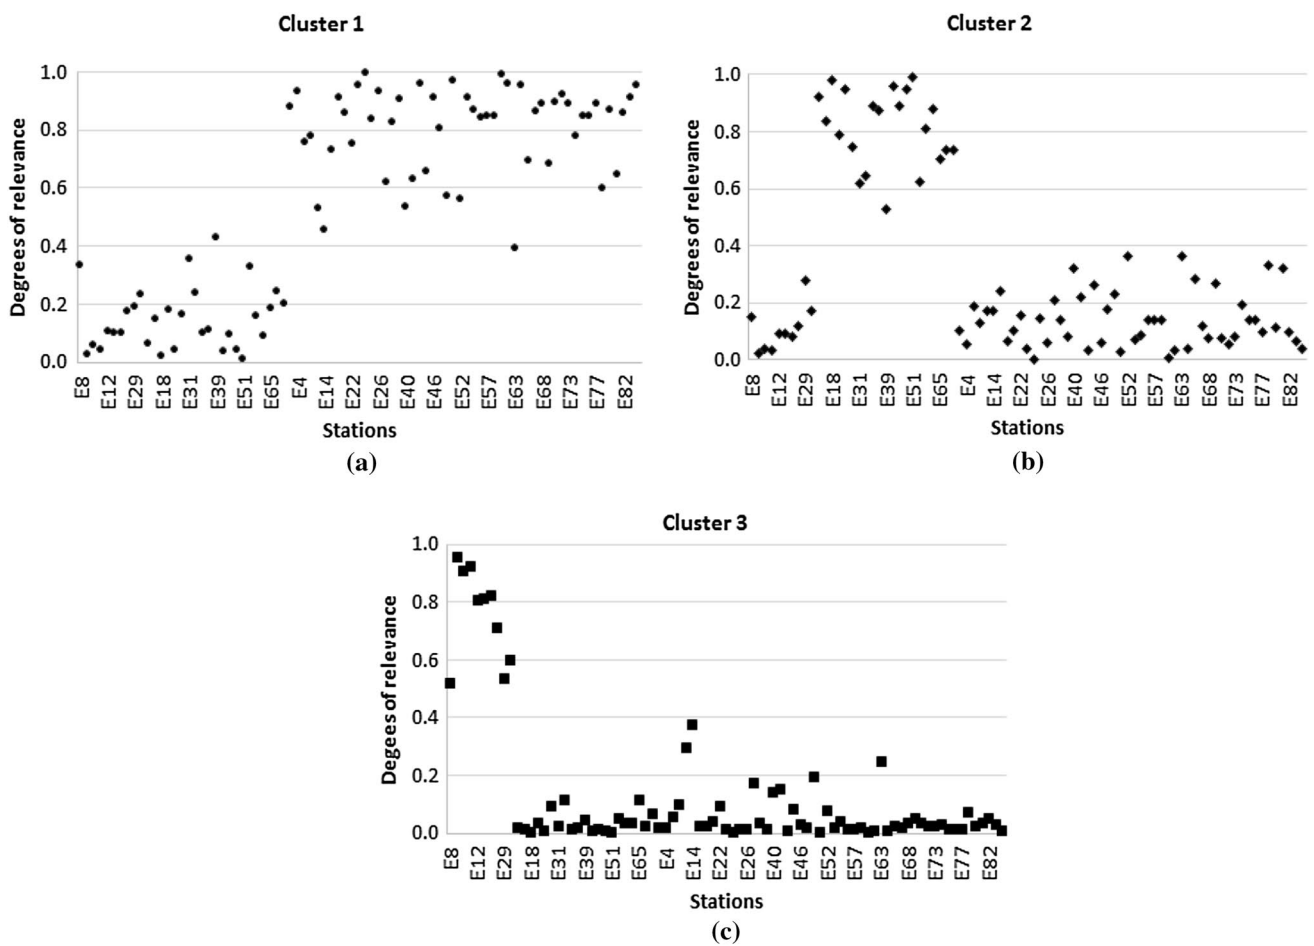 Cluster 1
Degrees of relevance
1.0
0.8
0.6
0.4
0.2
0.0
E8 E12 E29 E18 E31 E39 E51 E65 E4 E14 E22 E26 E40 E46 E52 E57 E63 E68 E73 E77 E82
Stations
(a)
Cluster 2
Degrees of relevance
1.0
0.8
0.6
0.4
0.2
0.0
E8 E12 E29 E18 E31 E39 E51 E65 E4 E14 E22 E26 E40 E46 E52 E57 E63 E68 E73 E77 E82
Stations
(b)
Cluster 3
Degees of relevance
1.0
0.8
0.6
0.4
0.2
0.0
E8 E12 E29 E18 E31 E39 E51 E65 E4 E14 E22 E26 E40 E46 E52 E57 E63 E68 E73 E77 E82
Stations
(c)